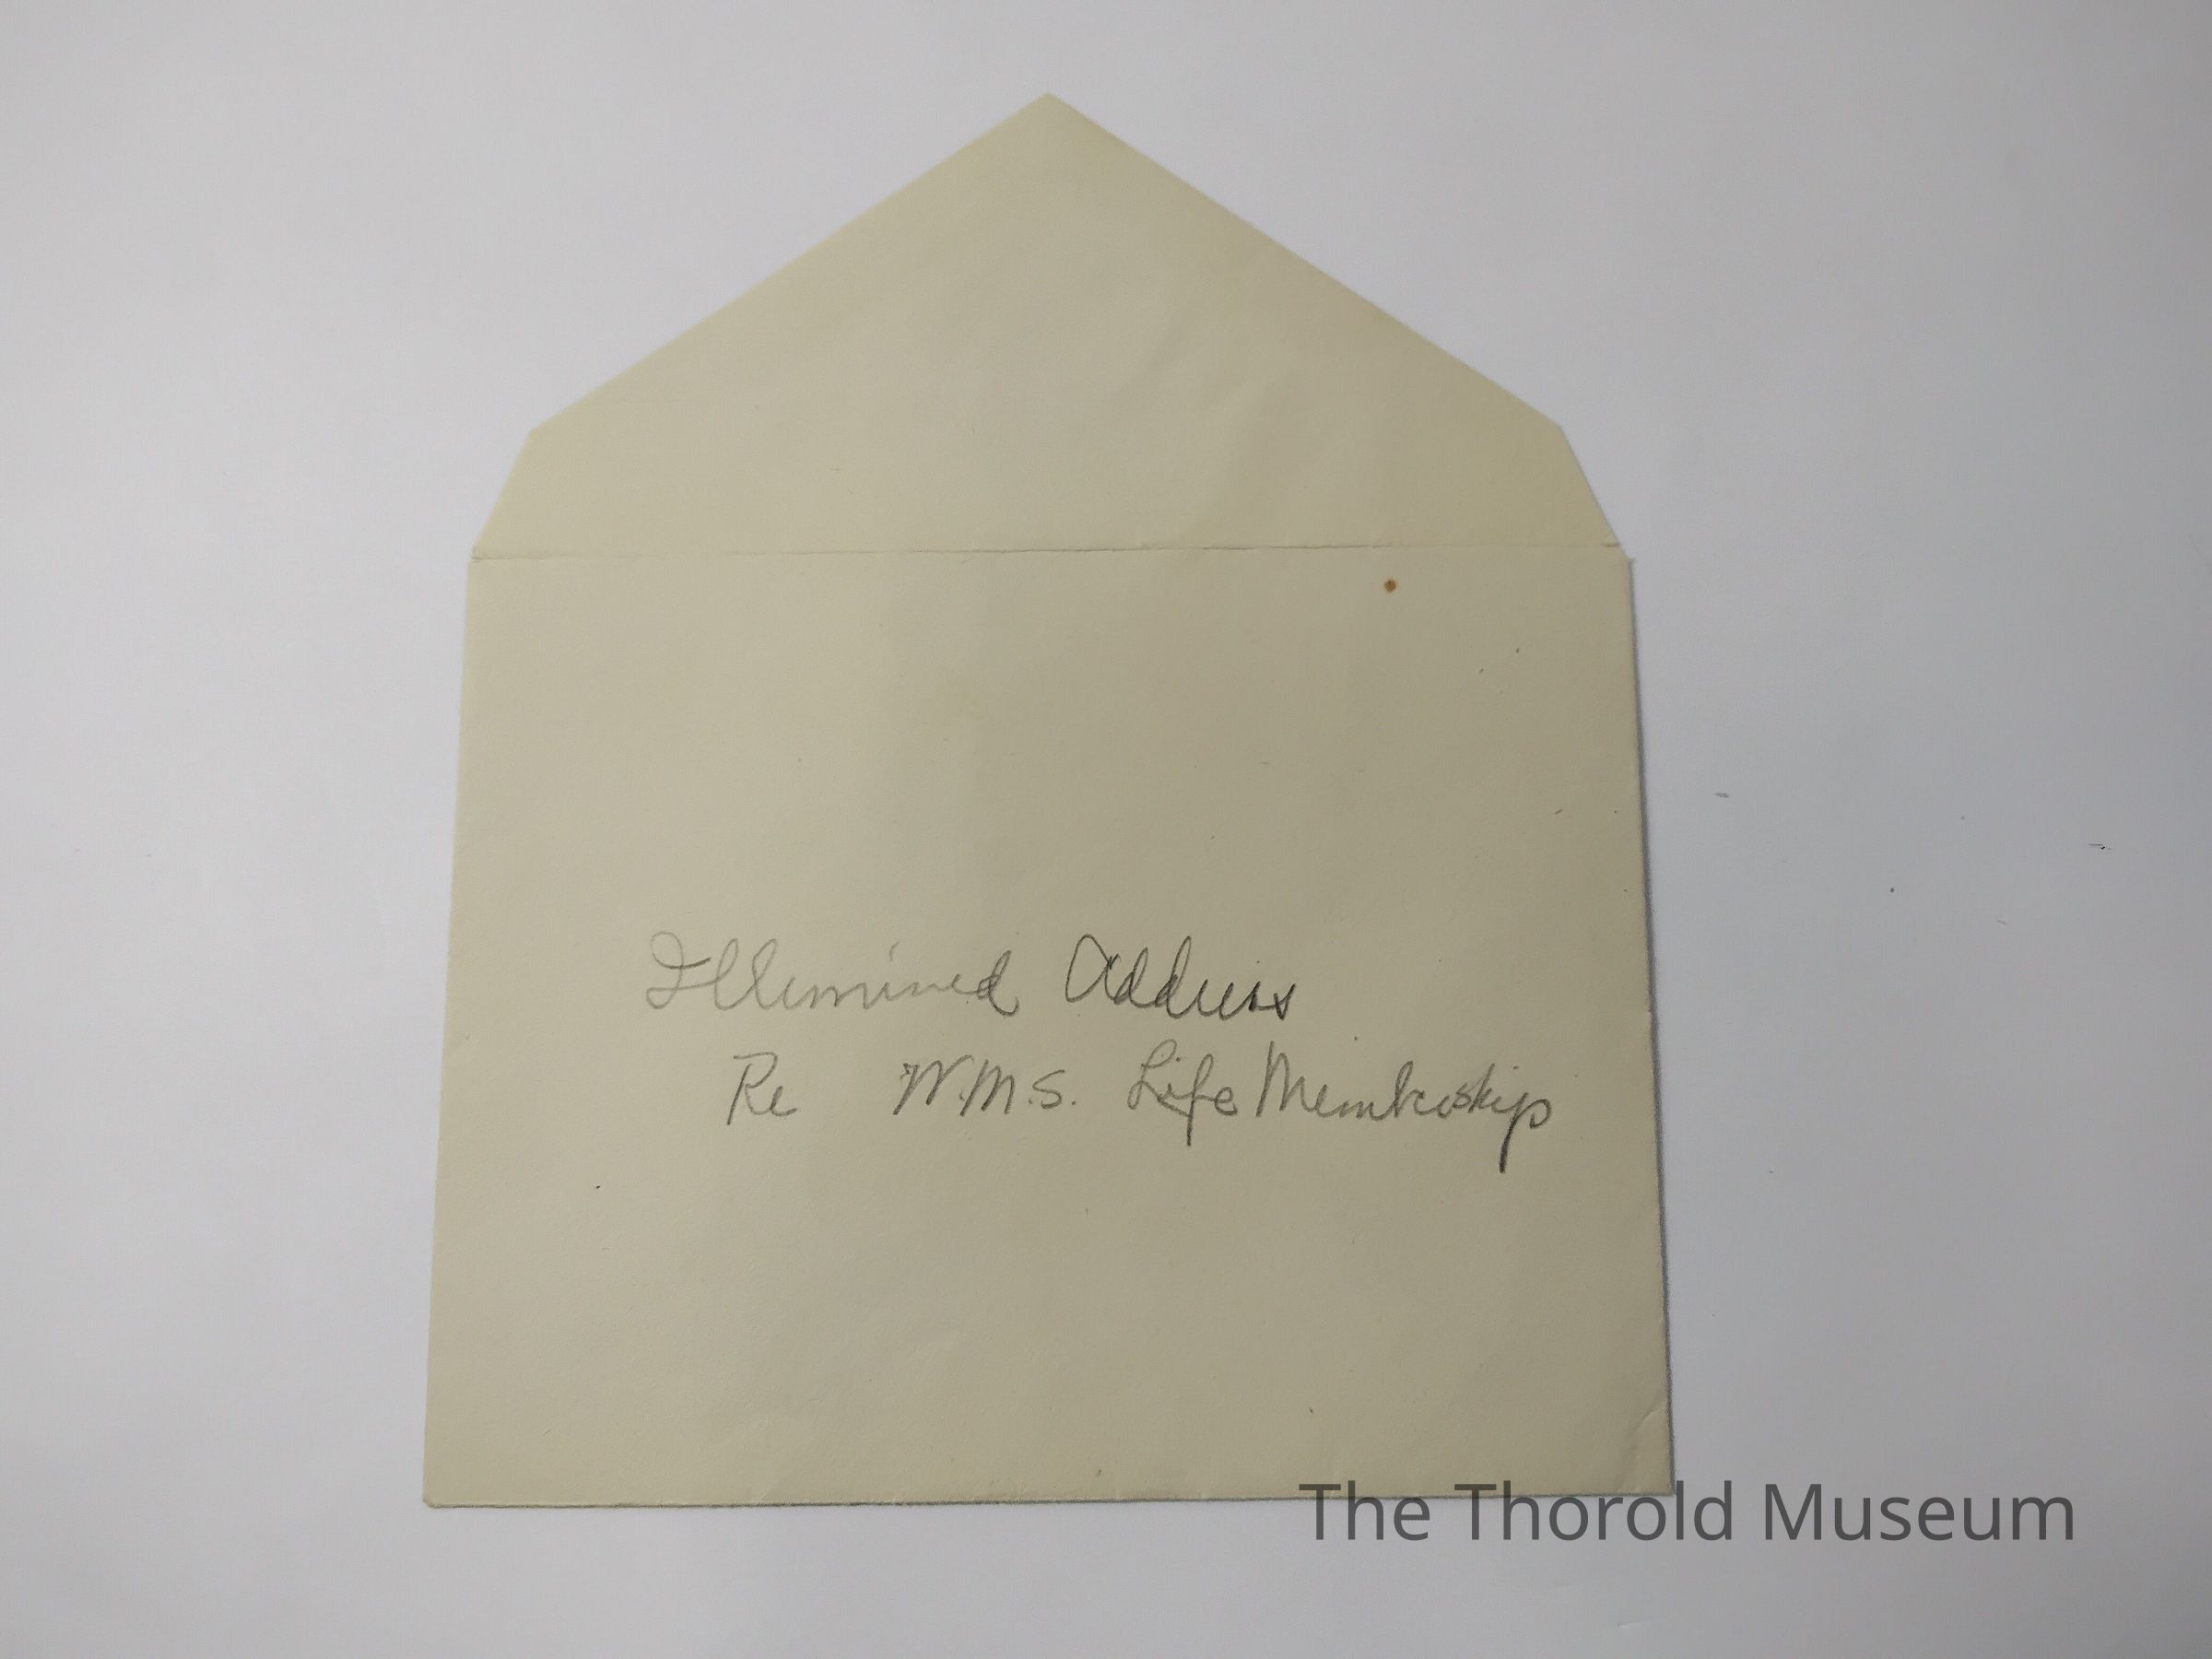 Illumined Address
Re W.M.S. Life Membership
The Thorold Museum